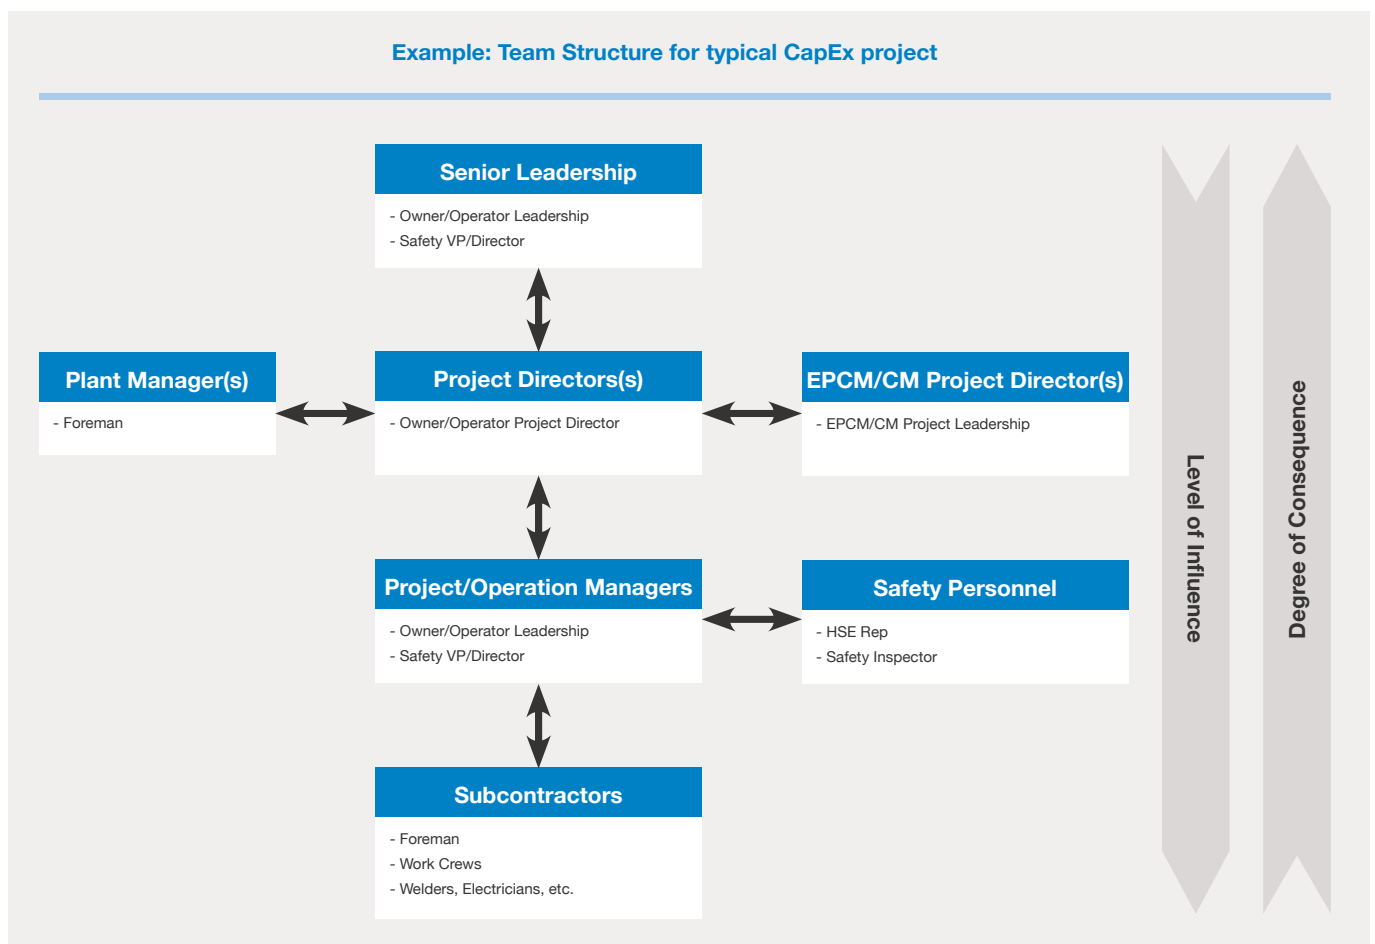 Example: Team Structure for typical CapEx project
Senior Leadership
- Owner/Operator Leadership
- Safety VP/Director
Plant Manager(s)
- Foreman
Project Directors(s)
- Owner/Operator Project Director
EPCM/CM Project Director(s)
- EPCM/CM Project Leadership
Project/Operation Managers
- Owner/Operator Leadership
- Safety VP/Director
Safety Personnel
- HSE Rep
- Safety Inspector
Subcontractors
- Foreman
- Work Crews
- Welders, Electricians, etc.
Level of Influence
Degree of Consequence